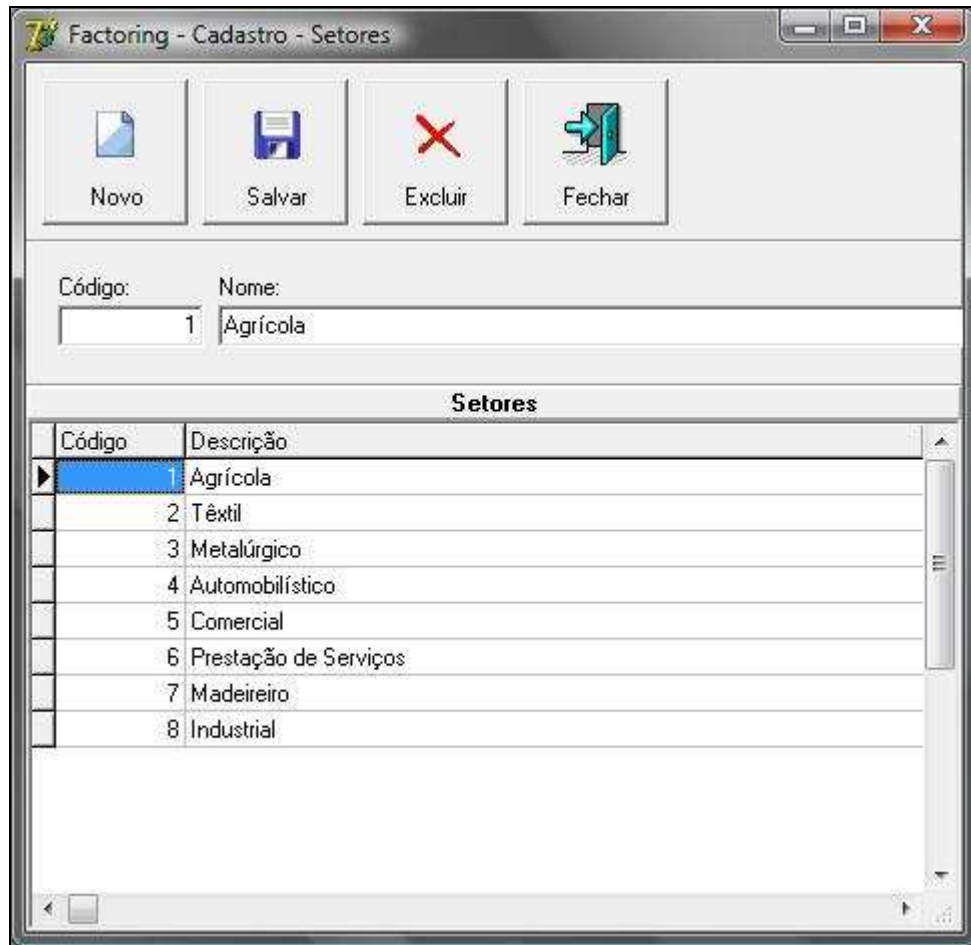 Factoring - Cadastro - Setores
Novo Salvar Excluir Fechar
Código: Nome:
1 Agrícola
Setores
Código Descrição
1 Agrícola
2 Têxtil
3 Metalúrgico
4 Automobilístico
5 Comercial
6 Prestação de Serviços
7 Madeireiro
8 Industrial